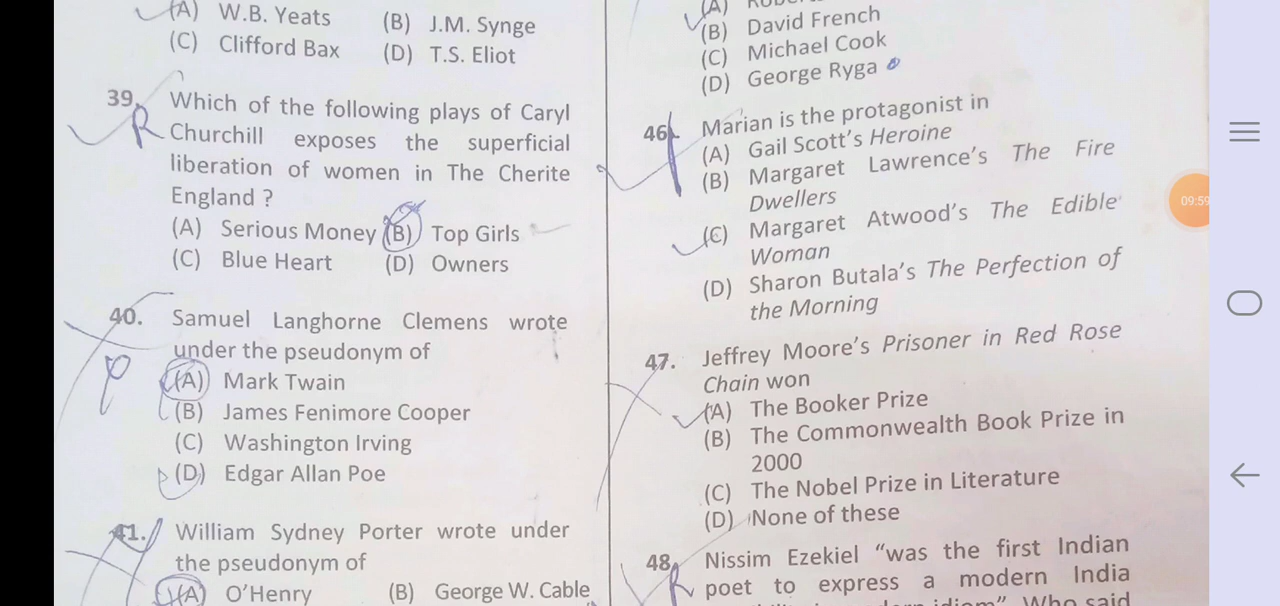 (A) W.B. Yeats (B) J.M. Synge
(C) Clifford Bax (D) T.S. Eliot
39. Which of the following plays of Caryl
Churchill exposes the superficial
liberation of women in The Cherite
England ?
(A) Serious Money (B) Top Girls
(C) Blue Heart (D) Owners
40. Samuel Langhorne Clemens wrote
under the pseudonym of
(A) Mark Twain
(B) James Fenimore Cooper
(C) Washington Irving
(D) Edgar Allan Poe
41. William Sydney Porter wrote under
the pseudonym of
(A) O'Henry (B) George W. Cable
(A)
(B) David French
(C) Michael Cook
(D) George Ryga
46. Marian is the protagonist in
(A) Gail Scott's Heroine
(B) Margaret Lawrence's The Fire
Dwellers
(C) Margaret Atwood's The Edible
Woman
(D) Sharon Butala's The Perfection of
the Morning
47. Jeffrey Moore's Prisoner in Red Rose
Chain won
(A) The Booker Prize
(B) The Commonwealth Book Prize in
2000
(C) The Nobel Prize in Literature
(D) None of these
48. Nissim Ezekiel "was the first Indian
poet to express a modern India
idiom" Who said
09:59